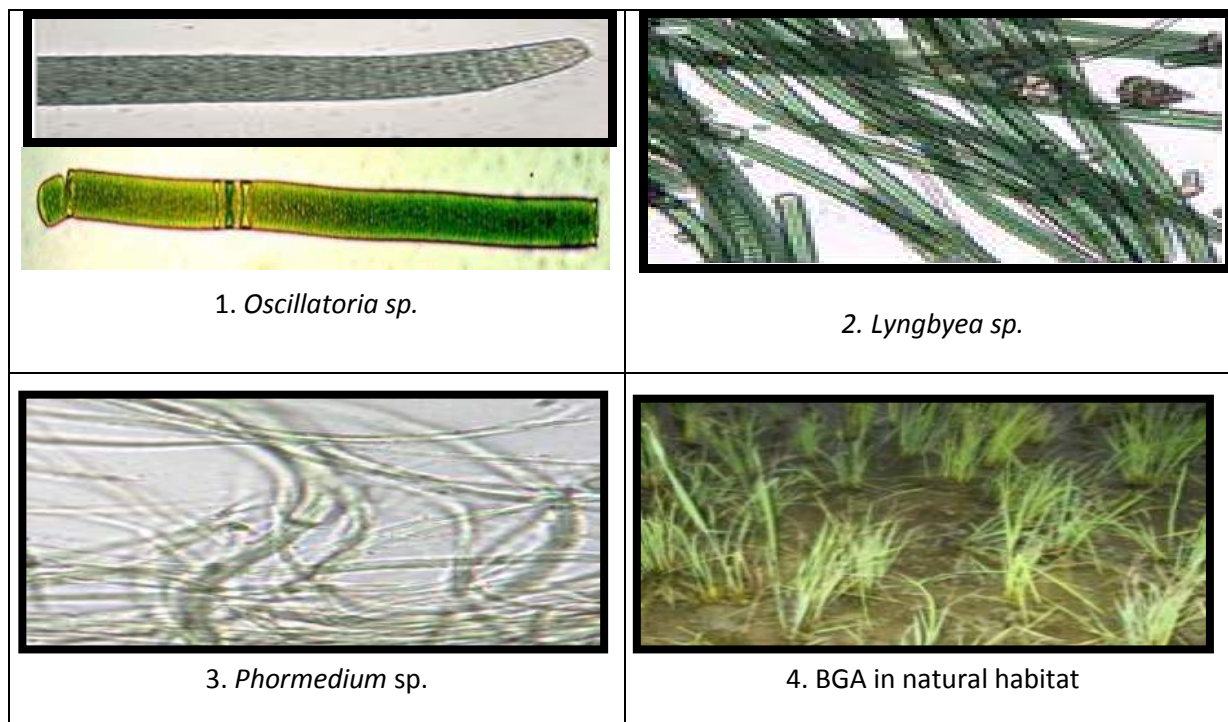 1. Oscillatoria sp.
2. Lyngbyea sp.
3. Phormedium sp.
4. BGA in natural habitat